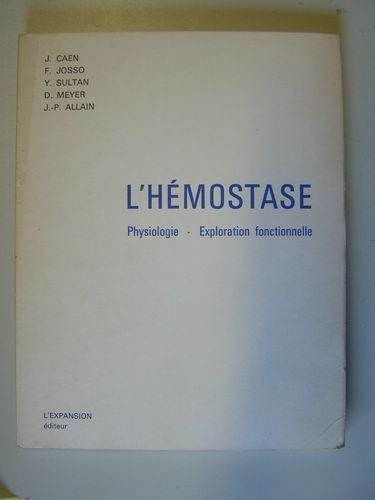 J. CAEN
F. JOSSO
Y. SULTAN
D. MEYER
J.-P. ALLAIN
L'HÉMOSTASE
Physiologie - Exploration fonctionnelle
L'EXPANSION
éditeur